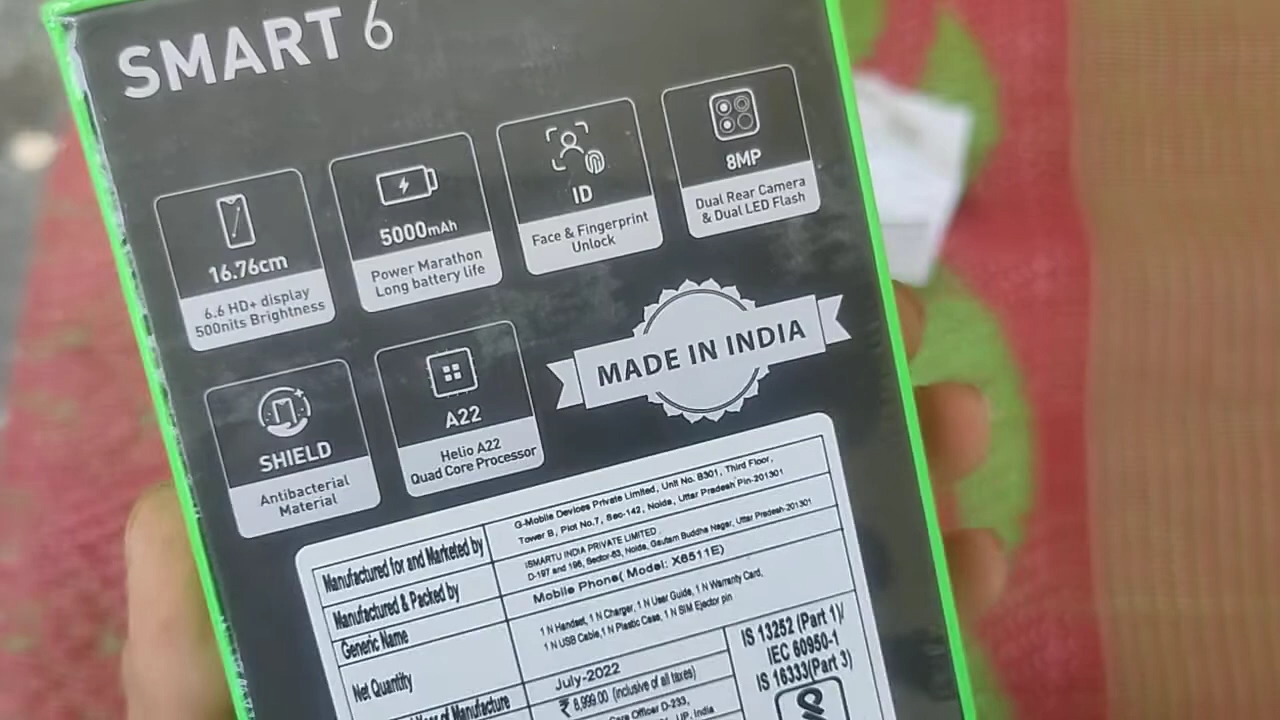 SMART 6
16.76cm
6.6 HD+ display
500nits Brightness
5000mAh
Power Marathon
Long battery life
ID
Face & Fingerprint
Unlock
8MP
Dual Rear Camera
& Dual LED Flash
SHIELD
Antibacterial
Material
A22
Helio A22
Quad Core Processor
MADE IN INDIA
Manufactured for and Marketed by
G-Mobile Devices Private Limited, Unit No. B301, Third Floor,
Tower B, Plot No.7, Sec-142, Noida, Uttar Pradesh Pin-201301
Manufactured & Packed by
ISMARTU INDIA PRIVATE LIMITED,
D-197 and 198, Sector-63, Noida, Gautam Buddha Nagar, Uttar Pradesh-201301
Generic Name
Mobile Phone( Model: X6511E)
Net Quantity
1 N Handset, 1 N Charger, 1 N User Guide, 1 N Warranty Card,
1 N USB Cable,1 N Plastic Case, 1 N SIM Ejector pin
of Manufacture
July-2022
₹ 8,999.00 (inclusive of all taxes)
Officer D-233,
UP, India
IS 13252 (Part 1)/
IEC 60950-1
IS 16333(Part 3)